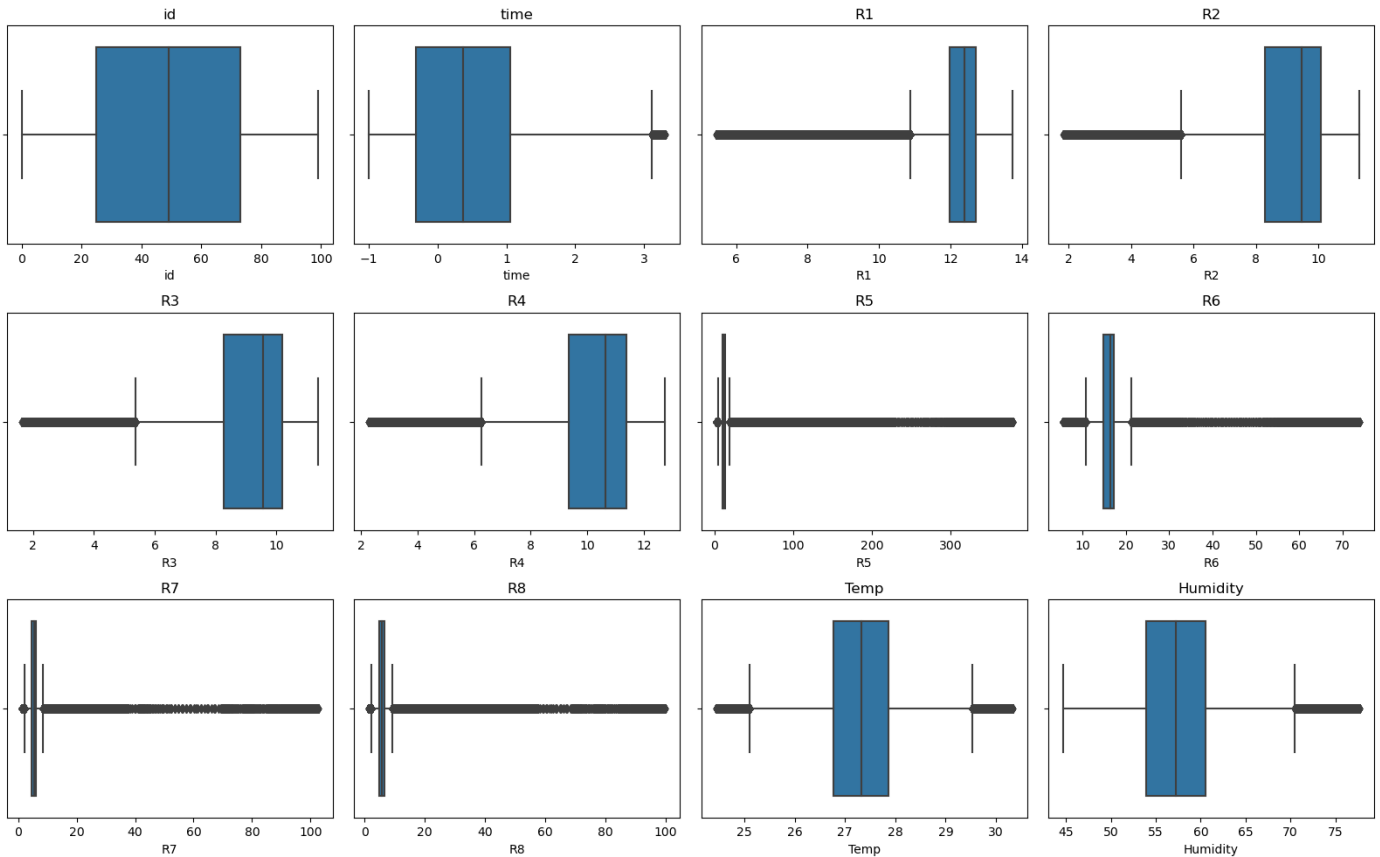 id time R1 R2
0 20 40 60 80 100 −1 0 1 2 3 6 8 10 12 14 2 4 6 8 10
id time R1 R2
R3 R4 R5 R6
2 4 6 8 10 2 4 6 8 10 12 0 100 200 300 10 20 30 40 50 60 70
R3 R4 R5 R6
R7 R8 Temp Humidity
0 20 40 60 80 100 0 20 40 60 80 100 25 26 27 28 29 30 45 50 55 60 65 70 75
R7 R8 Temp Humidity